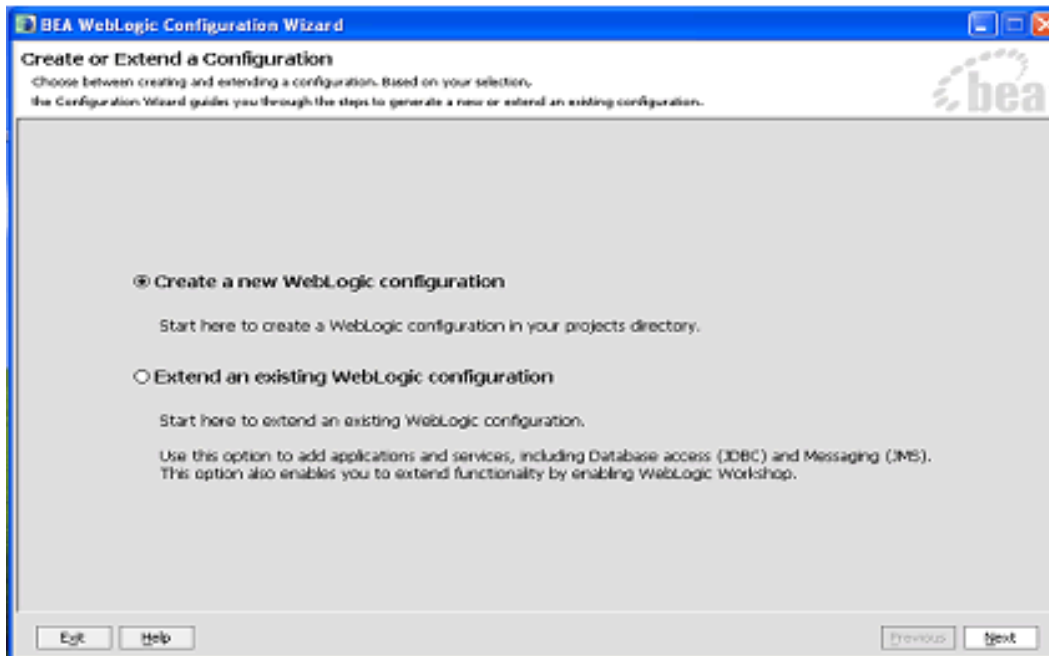 BEA WebLogic Configuration Wizard
Create or Extend a Configuration
Choose between creating and extending a configuration. Based on your selection,
the Configuration Wizard guides you through the steps to generate a new or extend an existing configuration.
bea
Create a new WebLogic configuration
Start here to create a WebLogic configuration in your projects directory.
Extend an existing WebLogic configuration
Start here to extend an existing WebLogic configuration.
Use this option to add applications and services, including Database access (JDBC) and Messaging (JMS).
This option also enables you to extend functionality by enabling WebLogic Workshop.
Exit Help Previous Next